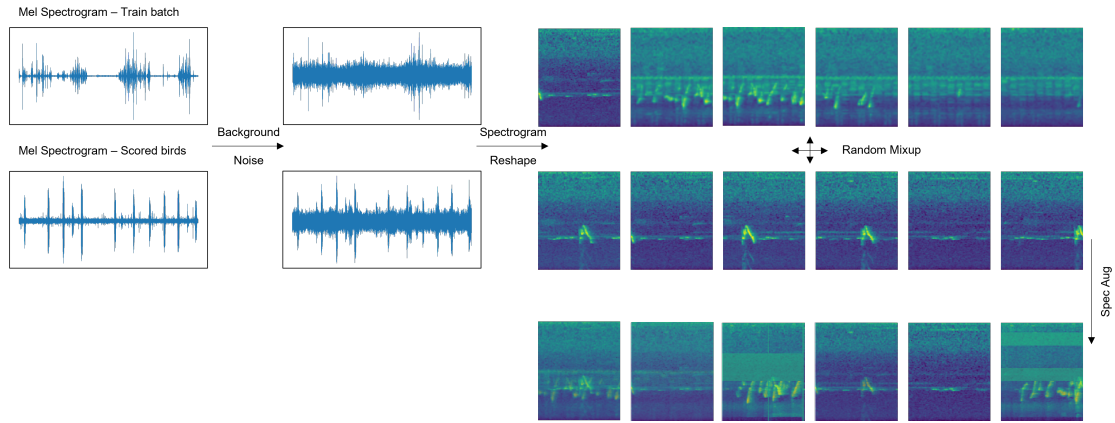 Mel Spectrogram – Train batch
Background
Noise
Spectrogram
Reshape
Random Mixup
Mel Spectrogram – Scored birds
Spec Aug